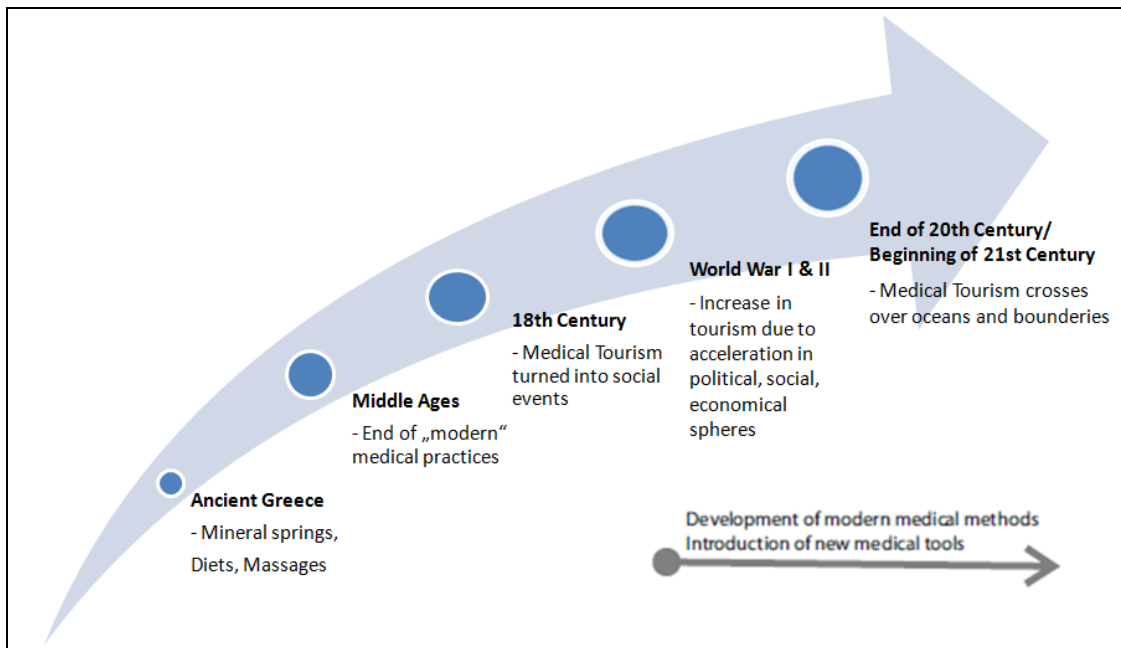 Ancient Greece
- Mineral springs,
Diets, Massages
Middle Ages
- End of „modern“
medical practices
18th Century
- Medical Tourism
turned into social
events
World War I & II
- Increase in
tourism due to
acceleration in
political, social,
economical
spheres
End of 20th Century/
Beginning of 21st Century
- Medical Tourism crosses
over oceans and bounderies
Development of modern medical methods
Introduction of new medical tools